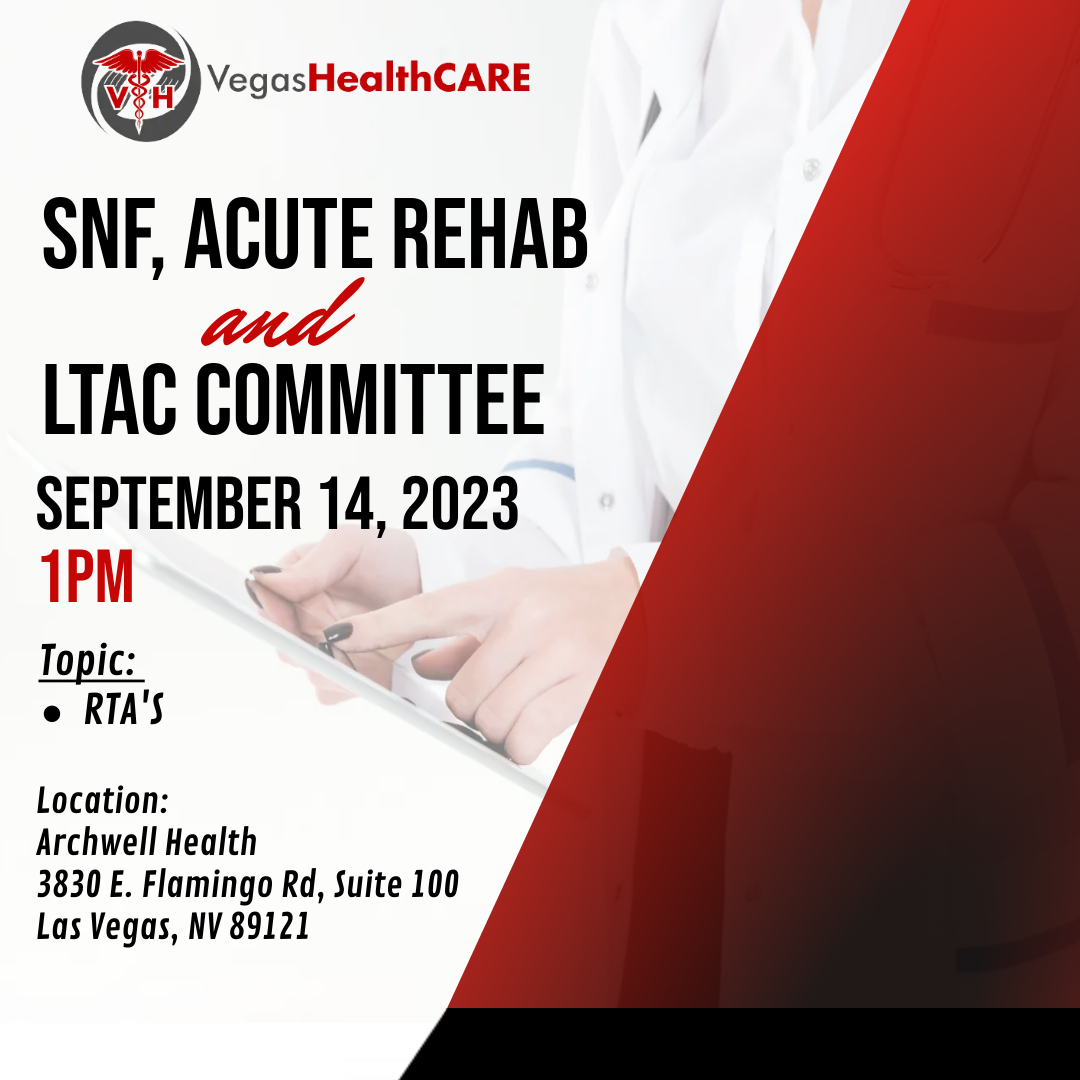 V H
VegasHealthCARE
SNF, ACUTE REHAB
and
LTAC COMMITTEE
SEPTEMBER 14, 2023
1PM
Topic:
• RTA'S
Location:
Archwell Health
3830 E. Flamingo Rd, Suite 100
Las Vegas, NV 89121